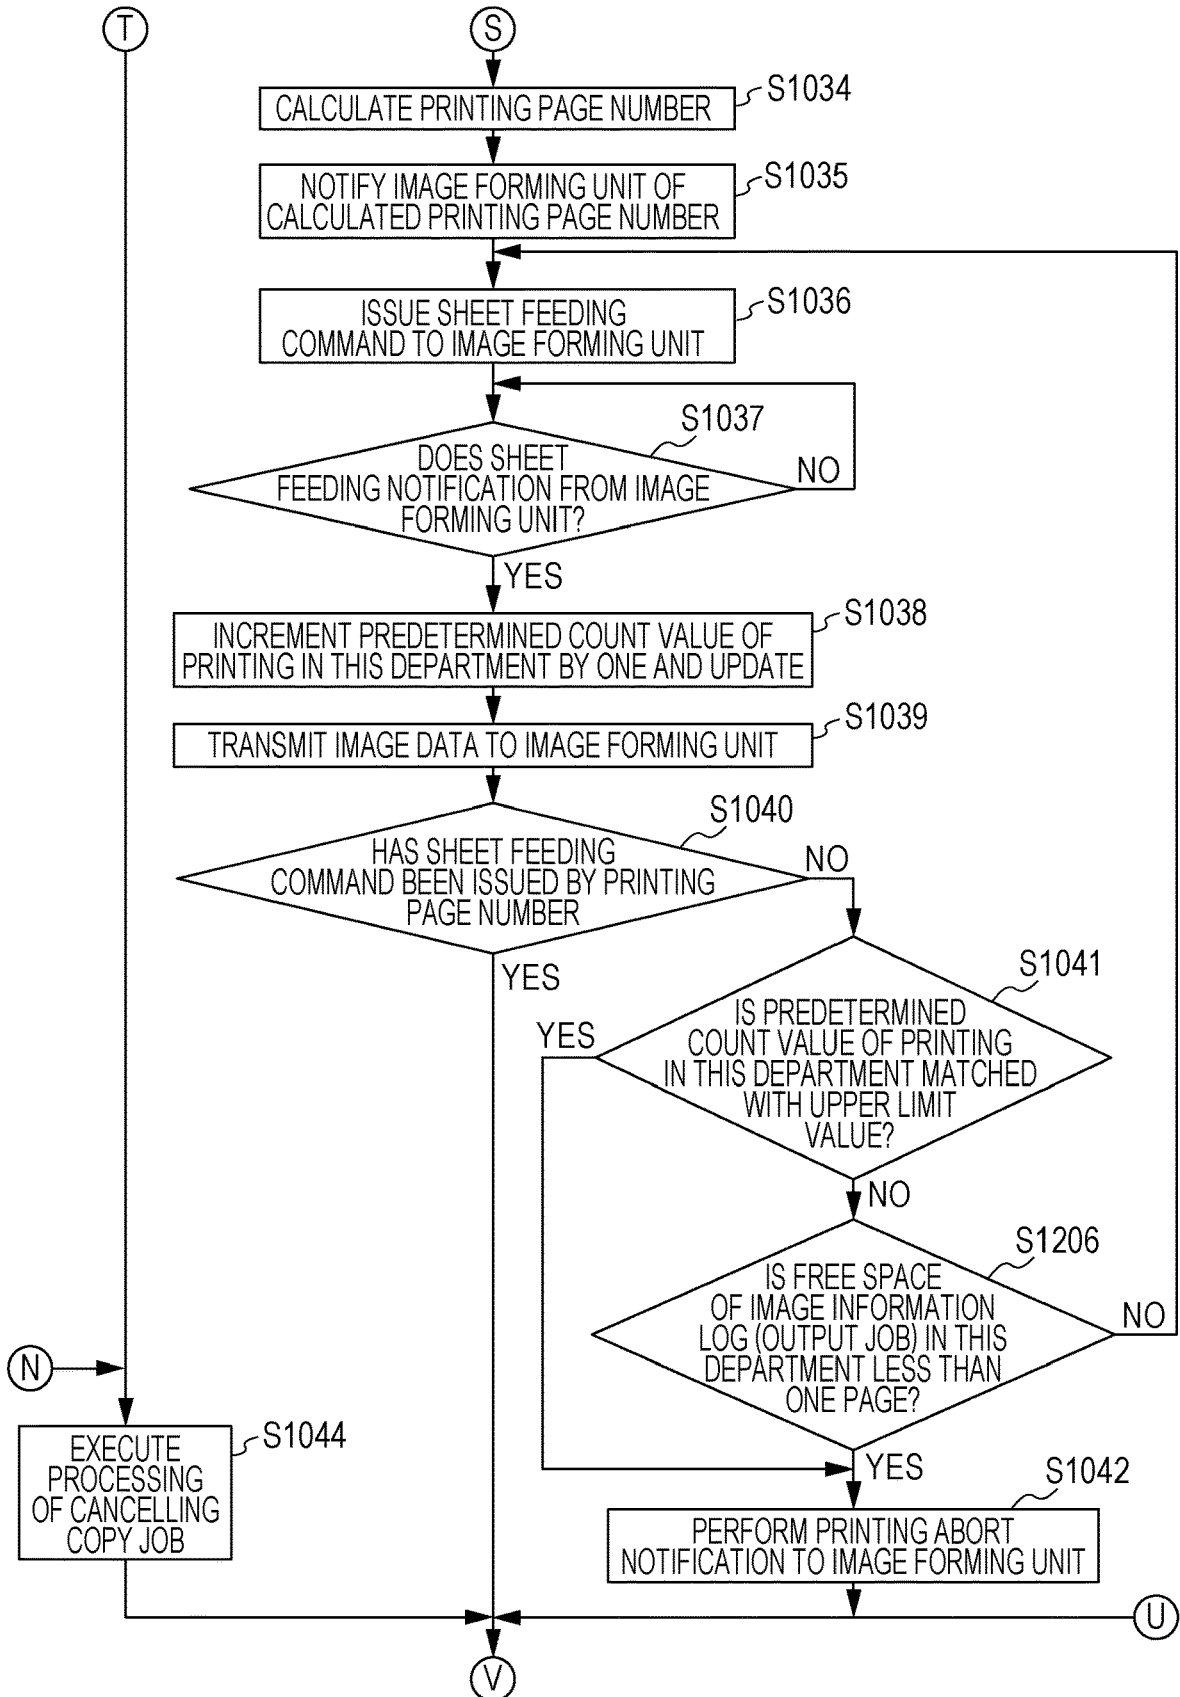 T
S
S1034
CALCULATE PRINTING PAGE NUMBER
S1035
NOTIFY IMAGE FORMING UNIT OF
CALCULATED PRINTING PAGE NUMBER
S1036
ISSUE SHEET FEEDING
COMMAND TO IMAGE FORMING UNIT
S1037
DOES SHEET
FEEDING NOTIFICATION FROM IMAGE
FORMING UNIT?
NO
YES
S1038
INCREMENT PREDETERMINED COUNT VALUE OF
PRINTING IN THIS DEPARTMENT BY ONE AND UPDATE
S1039
TRANSMIT IMAGE DATA TO IMAGE FORMING UNIT
S1040
HAS SHEET FEEDING
COMMAND BEEN ISSUED BY PRINTING
PAGE NUMBER
NO
YES
S1041
IS PREDETERMINED
COUNT VALUE OF PRINTING
IN THIS DEPARTMENT MATCHED
WITH UPPER LIMIT
VALUE?
YES
NO
S1206
IS FREE SPACE
OF IMAGE INFORMATION
LOG (OUTPUT JOB) IN THIS
DEPARTMENT LESS THAN
ONE PAGE?
NO
YES
N
S1044
EXECUTE
PROCESSING
OF CANCELLING
COPY JOB
S1042
PERFORM PRINTING ABORT
NOTIFICATION TO IMAGE FORMING UNIT
U
V